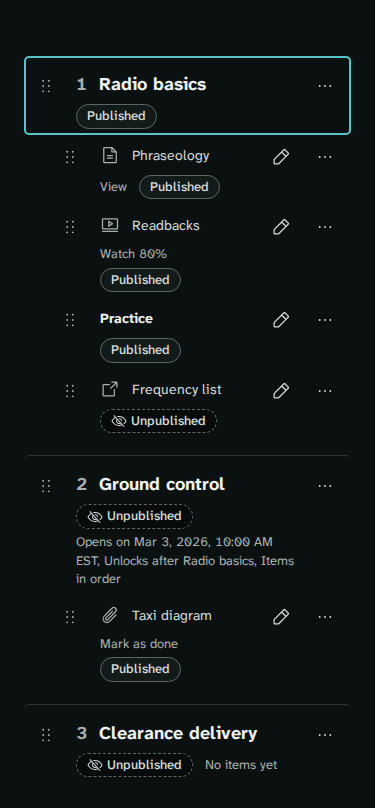 1 Radio basics
Published
Phraseology
View Published
Readbacks
Watch 80%
Published
Practice
Published
Frequency list
Unpublished
2 Ground control
Unpublished
Opens on Mar 3, 2026, 10:00 AM
EST, Unlocks after Radio basics, Items
in order
Taxi diagram
Mark as done
Published
3 Clearance delivery
Unpublished No items yet